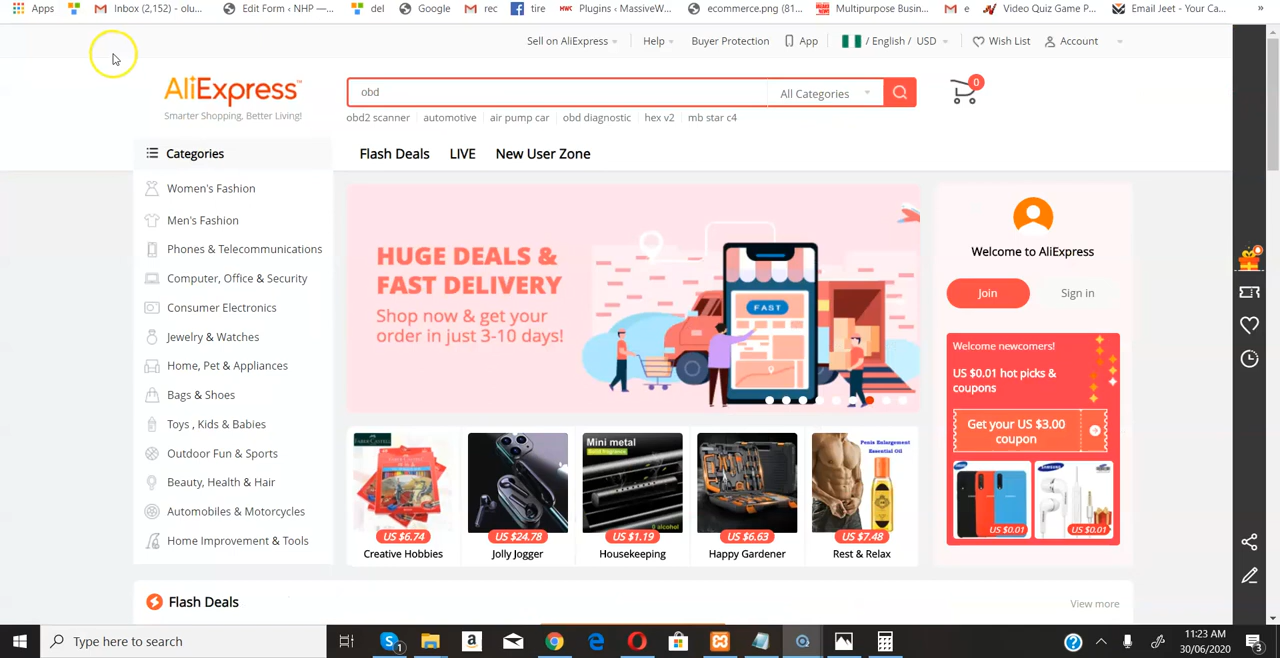 Apps
Inbox (2,152) - olu...
Edit Form ‹ NHP —...
del
Google
rec
tire
Plugins ‹ MassiveW...
ecommerce.png (81...
Multipurpose Busin...
e
Video Quiz Game P...
Email Jeet - Your Ca...
»
Sell on AliExpress
Help
Buyer Protection
App
/ English / USD
Wish List
Account
AliExpress™
Smarter Shopping, Better Living!
obd
All Categories
0
obd2 scanner
automotive
air pump car
obd diagnostic
hex v2
mb star c4
Categories
Flash Deals
LIVE
New User Zone
Women's Fashion
Men's Fashion
Phones & Telecommunications
Computer, Office & Security
Consumer Electronics
Jewelry & Watches
Home, Pet & Appliances
Bags & Shoes
Toys , Kids & Babies
Outdoor Fun & Sports
Beauty, Health & Hair
Automobiles & Motorcycles
Home Improvement & Tools
HUGE DEALS &
FAST DELIVERY
Shop now & get your
order in just 3-10 days!
FAST
Welcome to AliExpress
Join
Sign in
Welcome newcomers!
US $0.01 hot picks &
coupons
Get your US $3.00
coupon
US $0.01
US $0.01
Mini metal
0 alcohol
Penis Enlargement
Essential Oil
US $6.74
US $24.78
US $1.19
US $6.63
US $7.48
Creative Hobbies
Jolly Jogger
Housekeeping
Happy Gardener
Rest & Relax
Flash Deals
View more
Type here to search
1
11:23 AM
30/06/2020
3